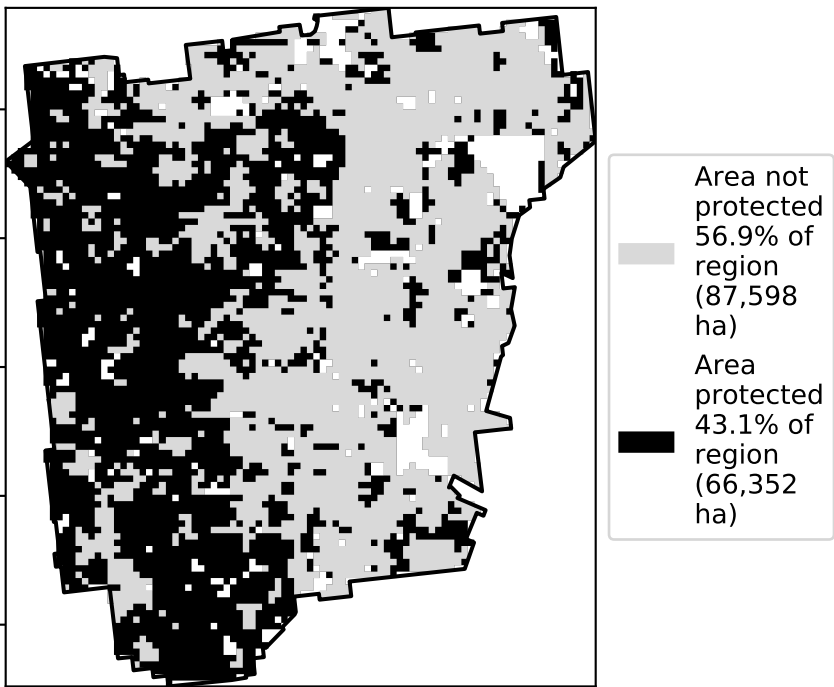 Area not
protected
56.9% of
region
(87,598
ha)
Area
protected
43.1% of
region
(66,352
ha)